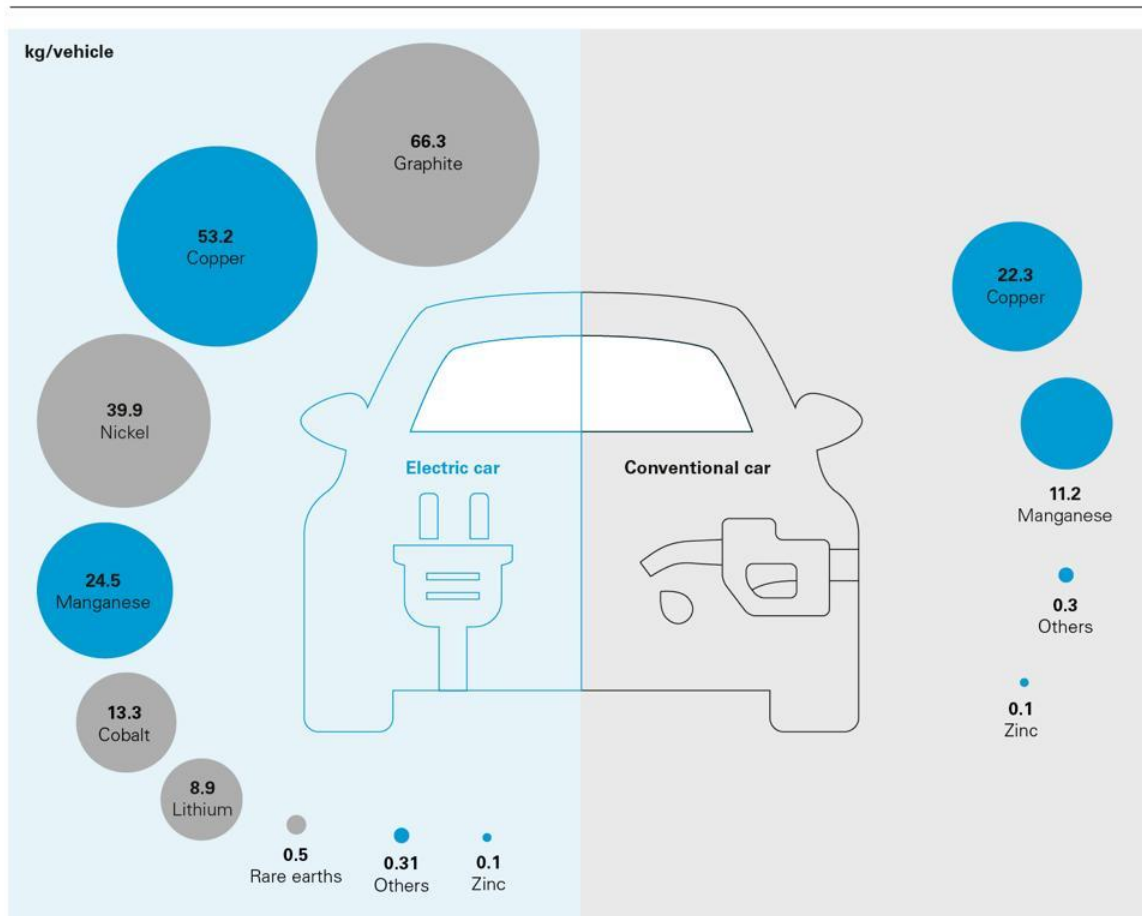 kg/vehicle
66.3
Graphite
53.2
Copper
39.9
Nickel
24.5
Manganese
13.3
Cobalt
8.9
Lithium
0.5
Rare earths
0.31
Others
0.1
Zinc
Electric car
Conventional car
22.3
Copper
11.2
Manganese
0.3
Others
0.1
Zinc